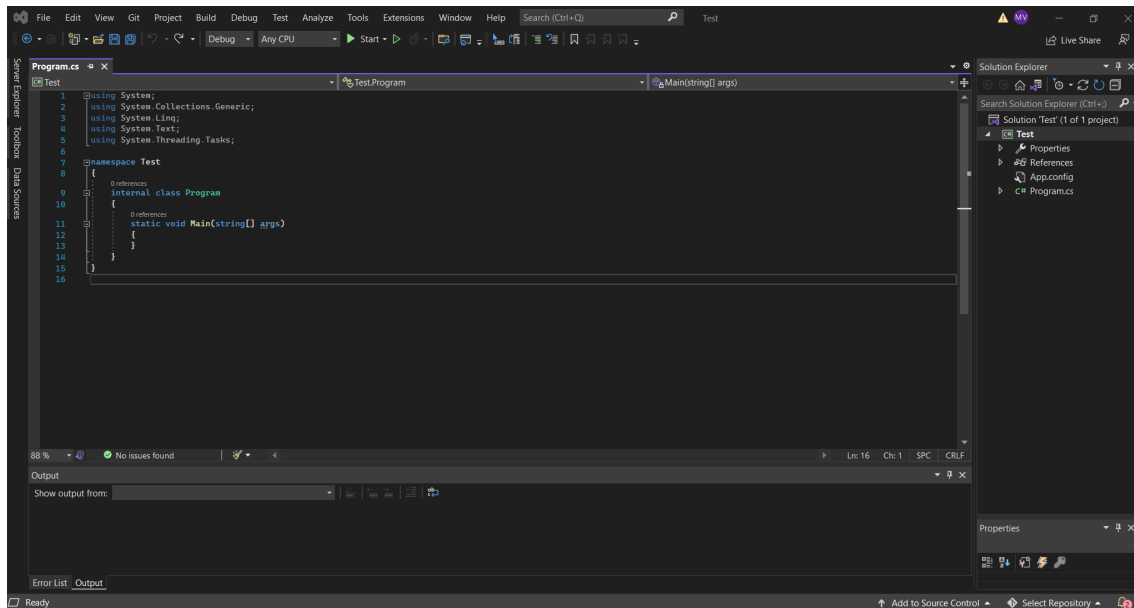 File Edit View Git Project Build Debug Test Analyze Tools Extensions Window Help Search (Ctrl+Q) Test MV
Debug Any CPU Start Live Share
Server Explorer
Toolbox
Data Sources
Program.cs
Test Test.Program Main(string[] args)
1 using System;
2 using System.Collections.Generic;
3 using System.Linq;
4 using System.Text;
5 using System.Threading.Tasks;
6
7 namespace Test
8 {
0 references
9 internal class Program
10 {
0 references
11 static void Main(string[] args)
12 {
13 }
14 }
15 }
16
88 % No issues found Ln: 16 Ch: 1 SPC CRLF
Output
Show output from:
Error List Output
Solution Explorer
Search Solution Explorer (Ctrl+;)
Solution 'Test' (1 of 1 project)
C# Test
Properties
References
App.config
C# Program.cs
Properties
Ready Add to Source Control Select Repository